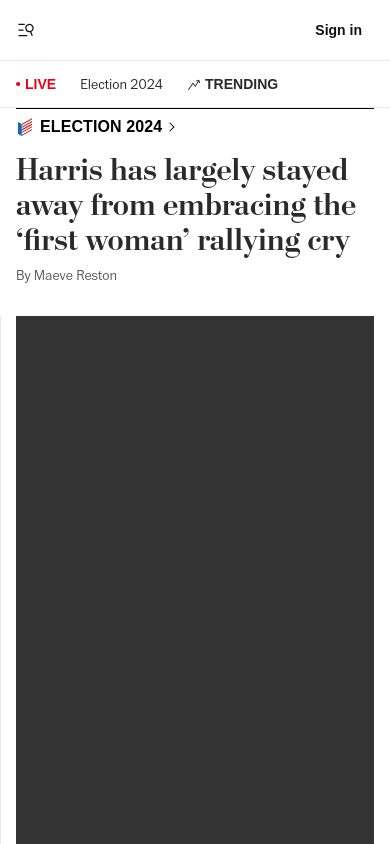 Sign in
LIVE
Election 2024
TRENDING
ELECTION 2024
Harris has largely stayed
away from embracing the
‘first woman’ rallying cry
By Maeve Reston